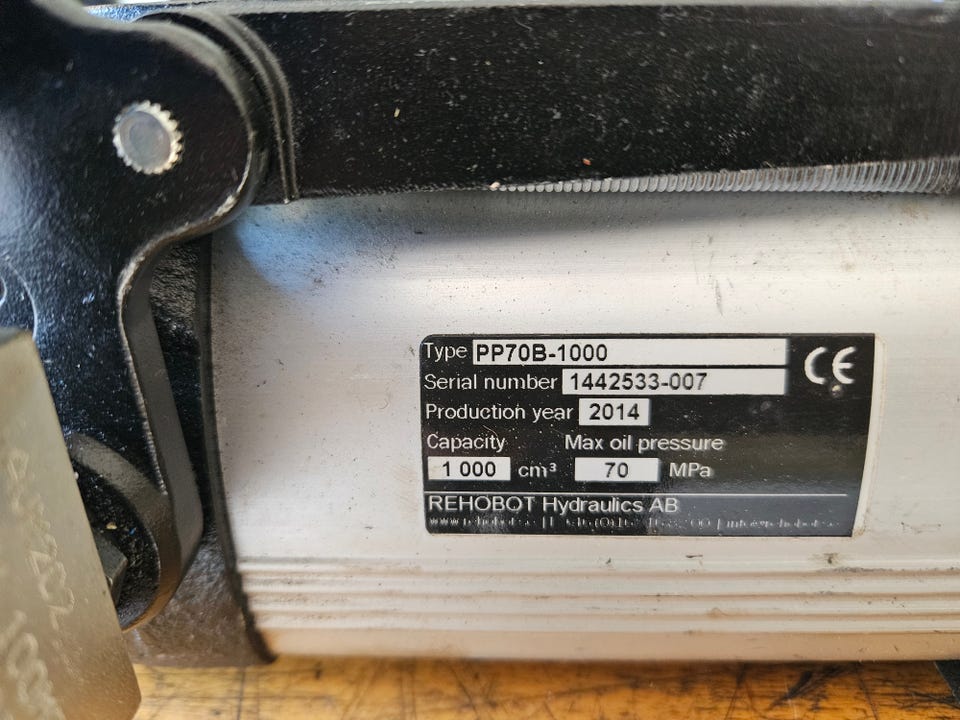 Type PP70B-1000
CE
Serial number 1442533-007
Production year 2014
Capacity Max oil pressure
1 000 cm³ 70 MPa
REHOBOT Hydraulics AB